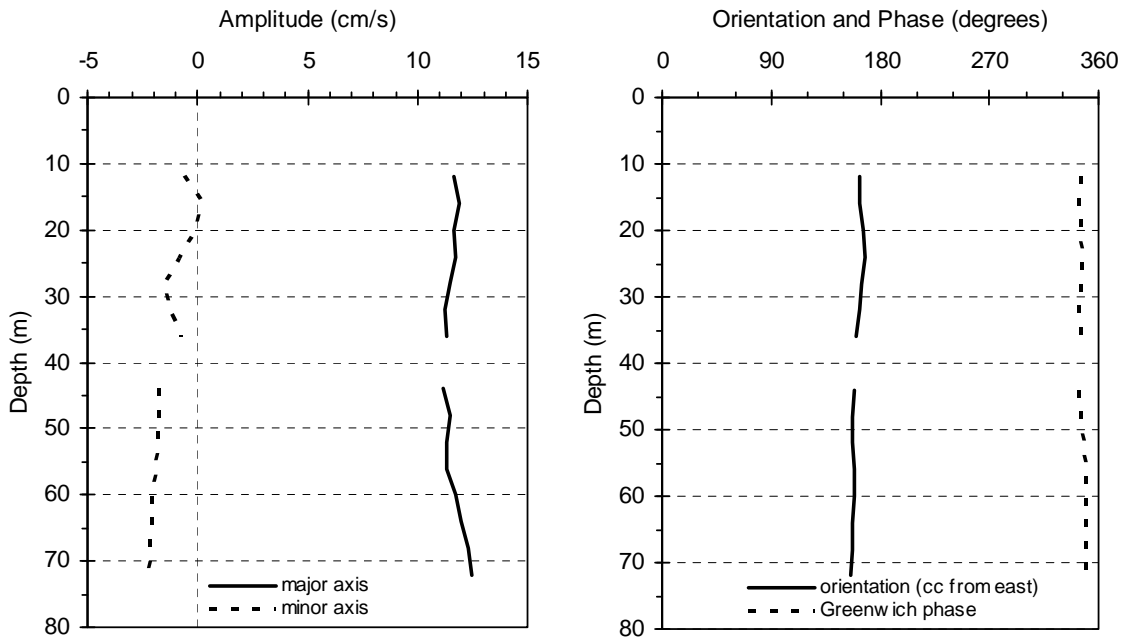 Amplitude (cm/s)
-5 0 5 10 15
0
10
20
30
40
50
60
70
80
Depth (m)
major axis
minor axis
Orientation and Phase (degrees)
0 90 180 270 360
0
10
20
30
40
50
60
70
80
Depth (m)
orientation (cc from east)
Greenwich phase